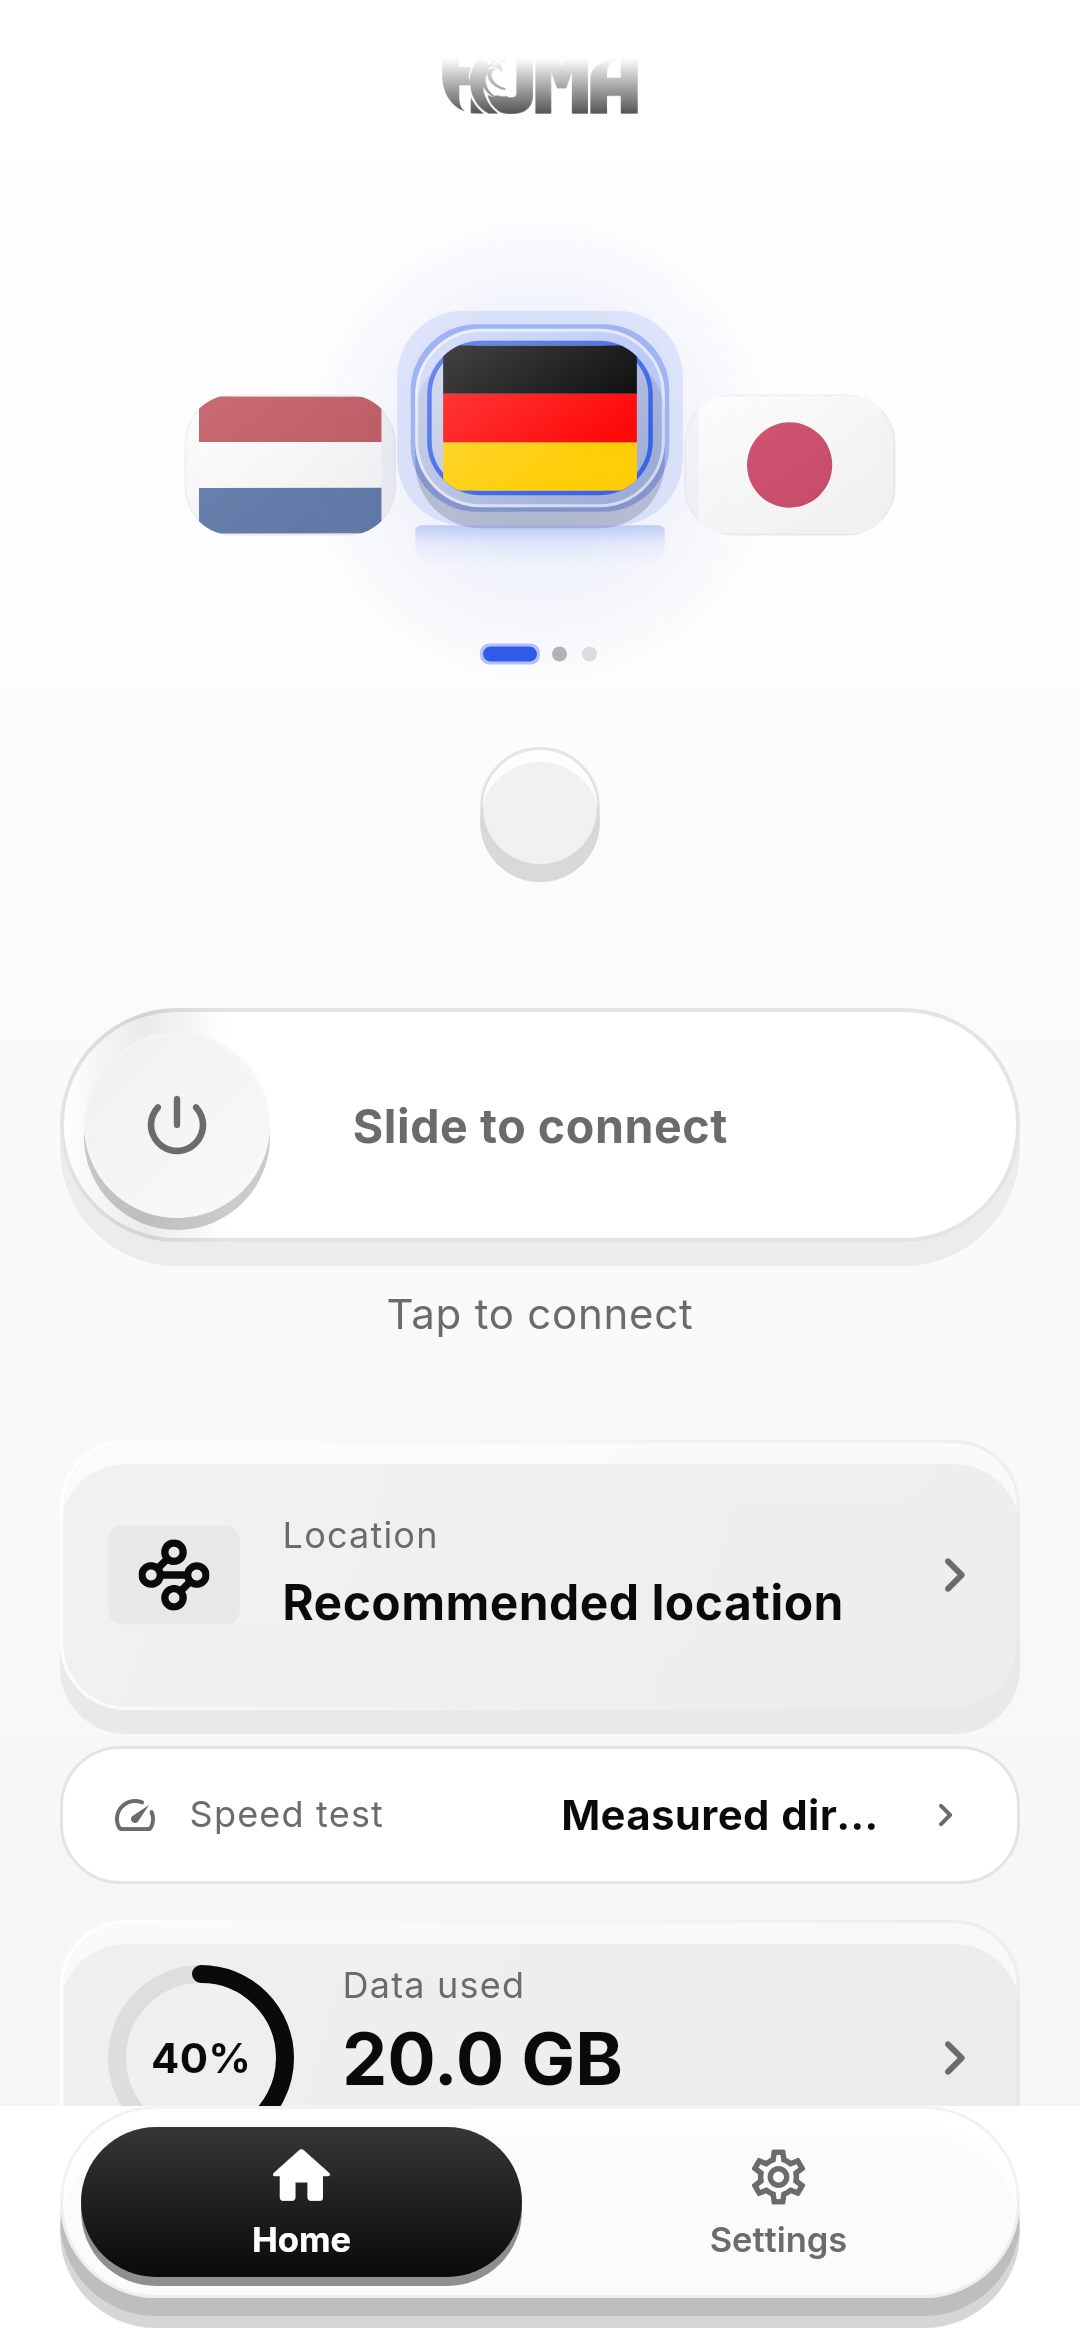 HUMA
Slide to connect
Tap to connect
Location
Recommended location
Speed test
Measured dir...
Data used
40%
20.0 GB
Home
Settings